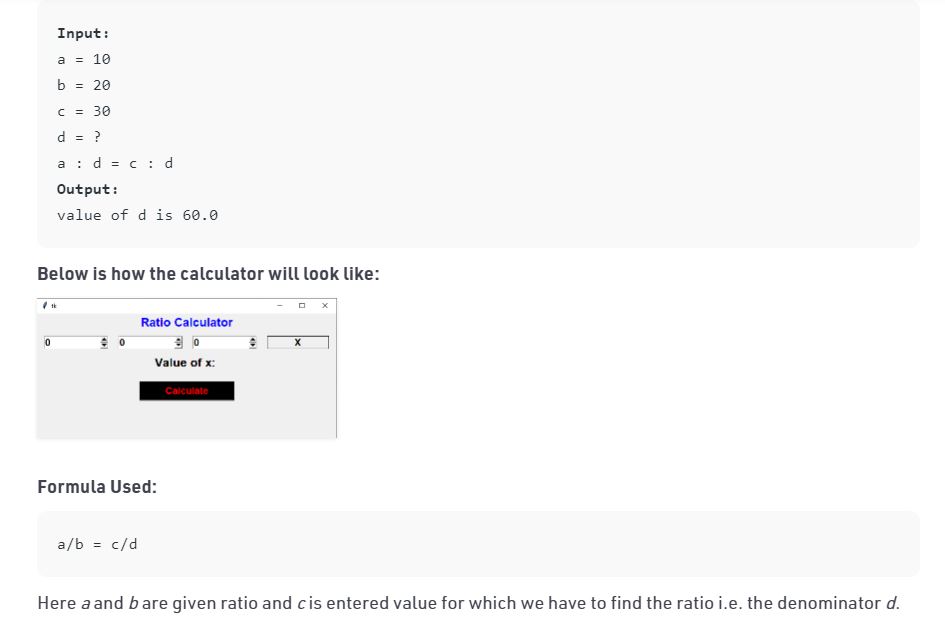 Input:
a = 10
b = 20
c = 30
d = ?
a : d = c : d
Output:
value of d is 60.0
Below is how the calculator will look like:
tk
Ratio Calculator
0 0 0 X
Value of x:
Calculate
Formula Used:
a/b = c/d
Here a and b are given ratio and c is entered value for which we have to find the ratio i.e. the denominator d.